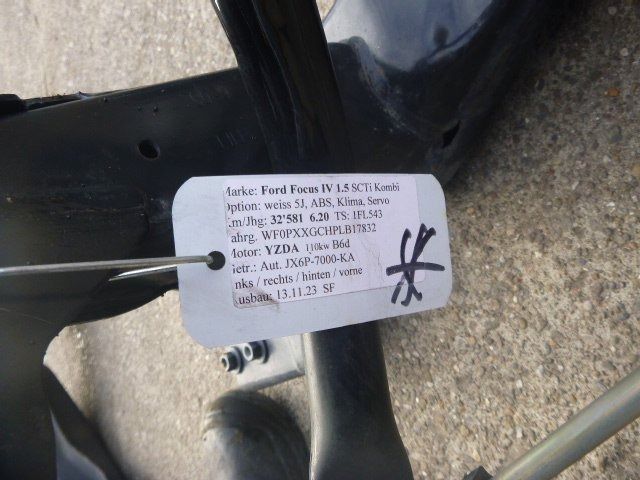 Marke: Ford Focus IV 1.5 SCTi Kombi
Option: weiss 5J, ABS, Klima, Servo
Km/Jhg: 32'581 6.20 TS: 1FL543
Fahrg. WF0PXXGCHPLB17832
Motor: YZDA 110kw B6d
Getr.: Aut. JX6P-7000-KA
inks / rechts / hinten / vorne
Ausbau: 13.11.23 SF